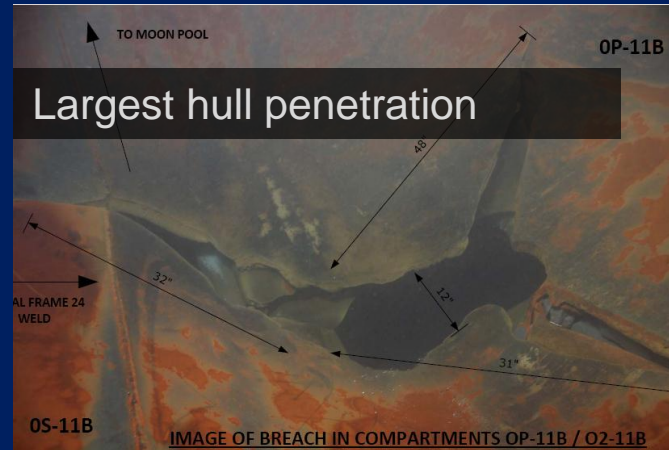 TO MOON POOL
0P-11B
Largest hull penetration
48"
32"
12"
AL FRAME 24
WELD
31"
0S-11B
IMAGE OF BREACH IN COMPARTMENTS OP-11B / O2-11B